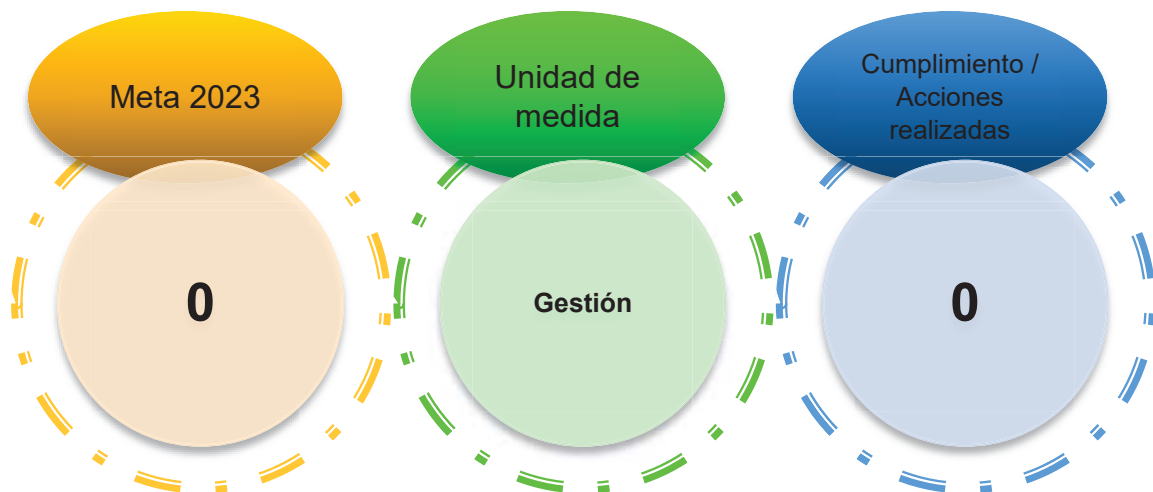 Meta 2023
0
Unidad de
medida
Gestión
Cumplimiento /
Acciones
realizadas
0